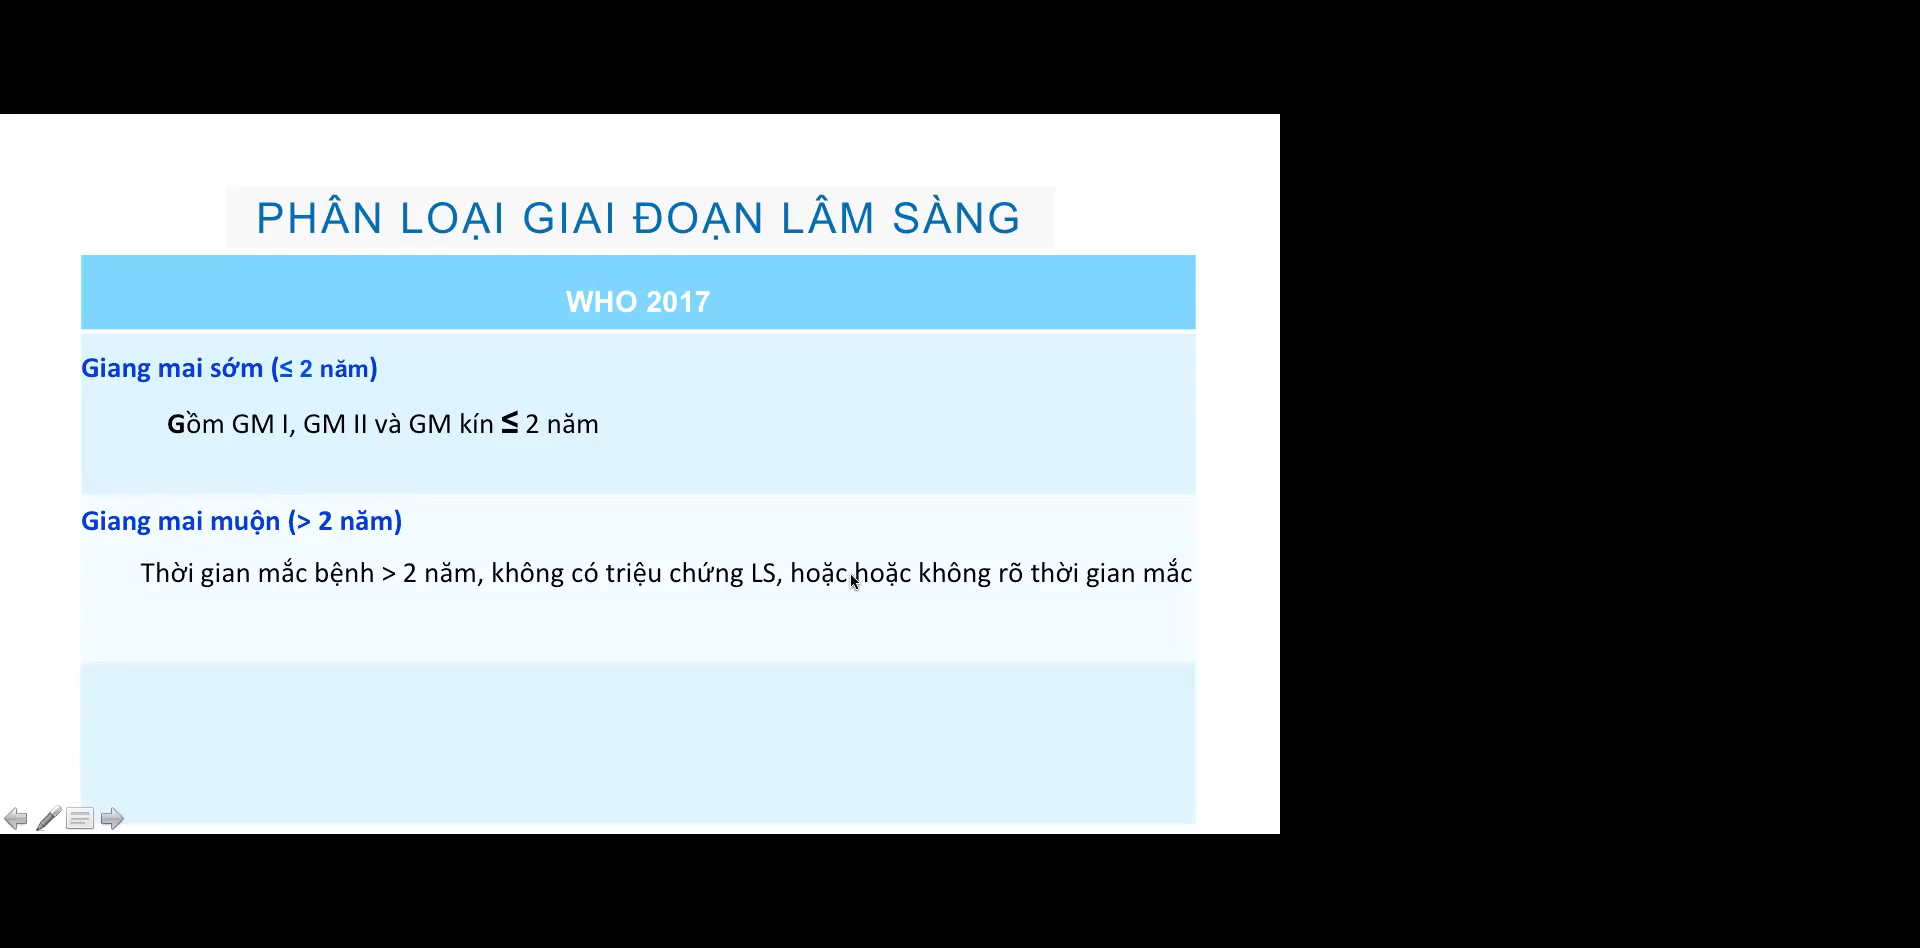 PHÂN LOẠI GIAI ĐOẠN LÂM SÀNG
WHO 2017
Giang mai sớm (≤ 2 năm)
Gồm GM I, GM II và GM kín ≤ 2 năm
Giang mai muộn (> 2 năm)
Thời gian mắc bệnh > 2 năm, không có triệu chứng LS, hoặc hoặc không rõ thời gian mắc